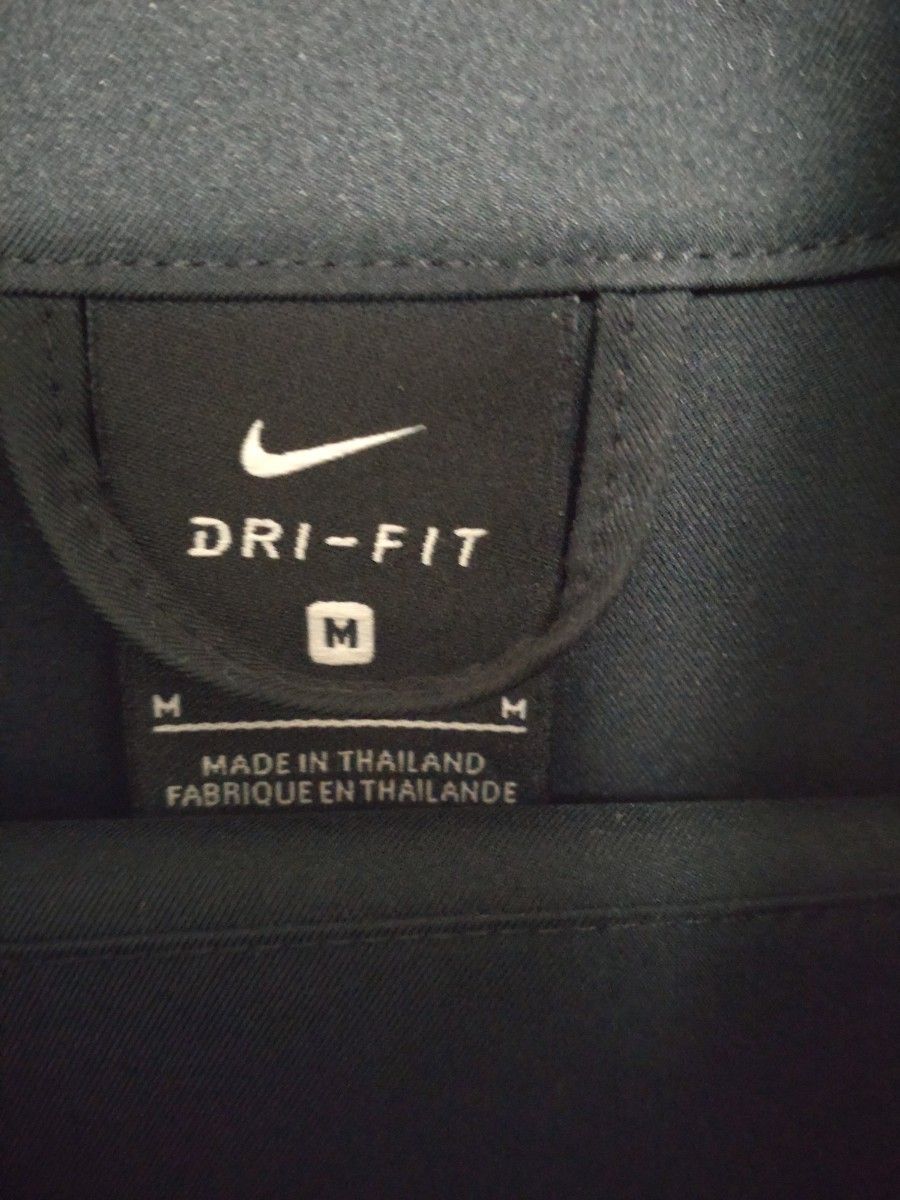 DRI-FIT
M
M M
MADE IN THAILAND
FABRIQUE EN THAILANDE